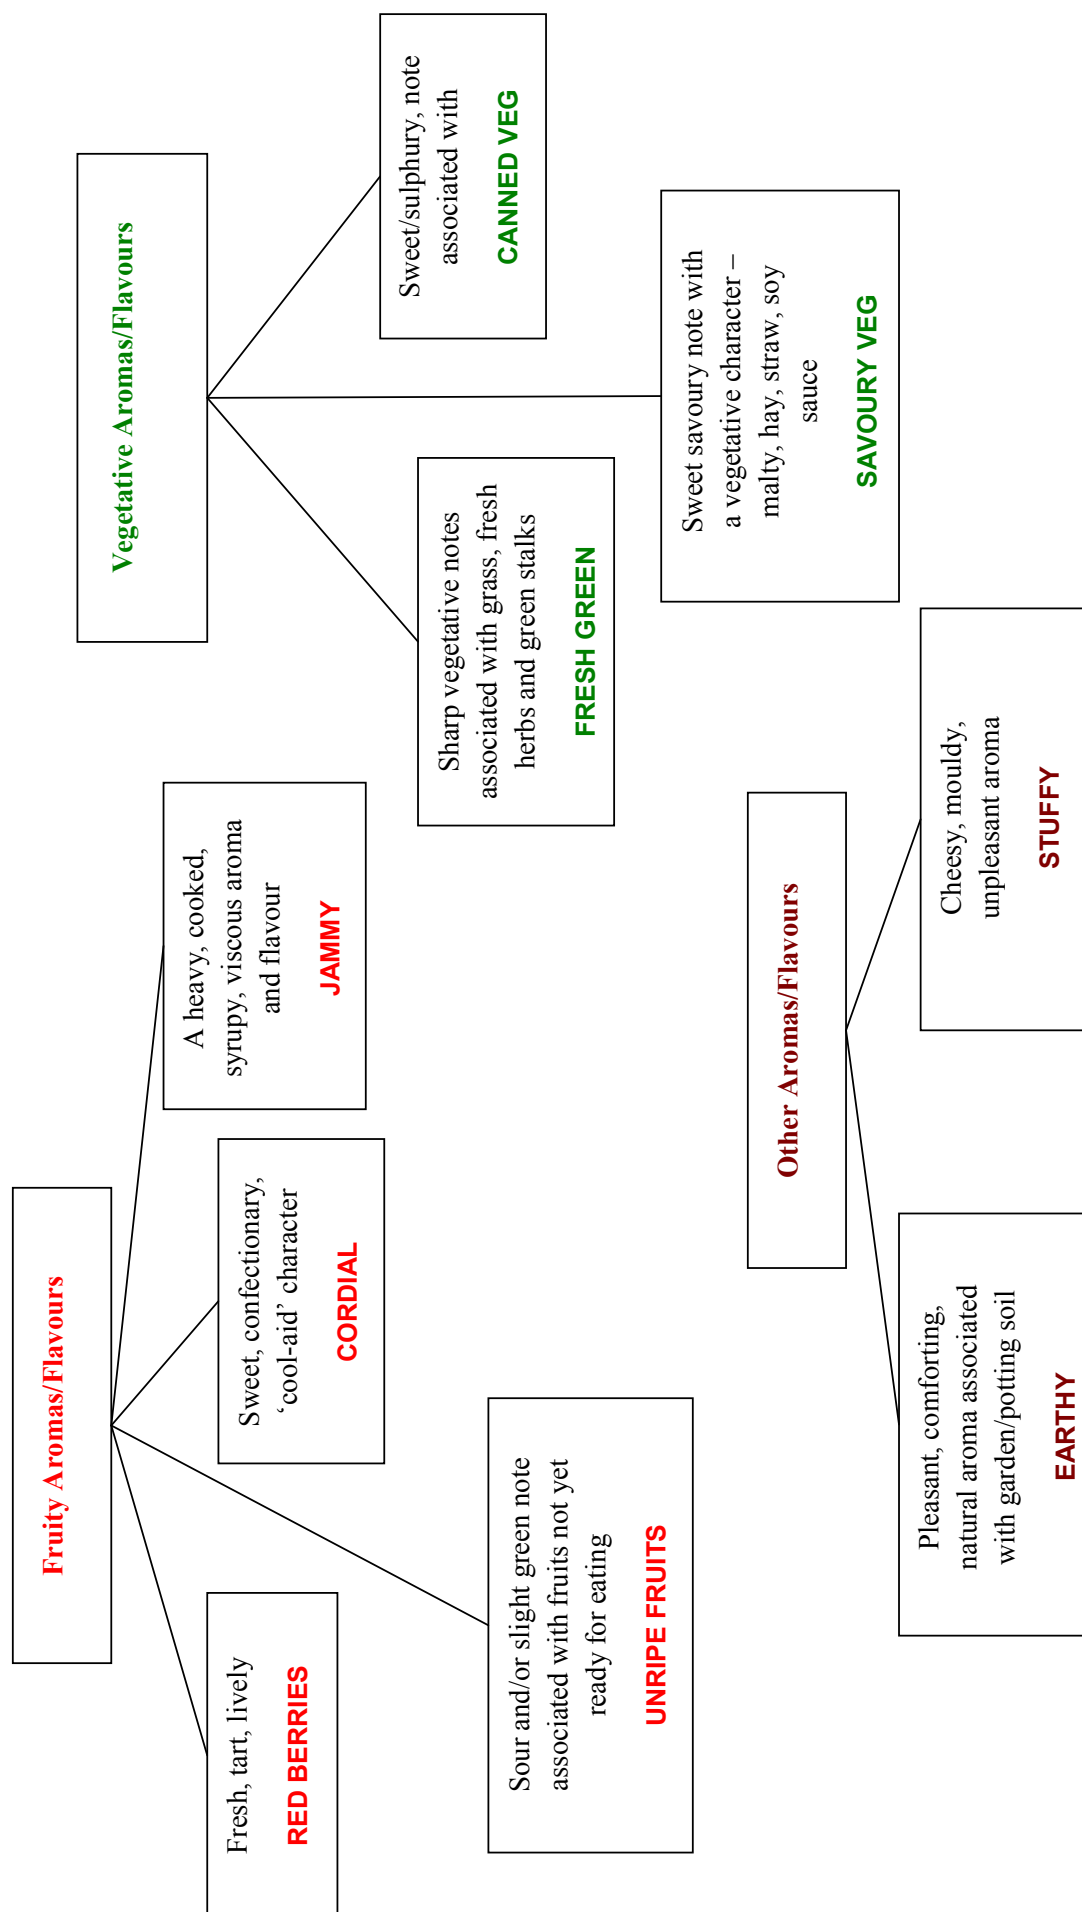 Fruity Aromas/Flavours
Fresh, tart, lively
RED BERRIES
Sour and/or slight green note
associated with fruits not yet
ready for eating
UNRIPE FRUITS
Sweet, confectionary,
‘cool-aid’ character
CORDIAL
A heavy, cooked,
syrupy, viscous aroma
and flavour
JAMMY
Vegetative Aromas/Flavours
Sharp vegetative notes
associated with grass, fresh
herbs and green stalks
FRESH GREEN
Sweet savoury note with
a vegetative character –
malty, hay, straw, soy
sauce
SAVOURY VEG
Sweet/sulphury, note
associated with
CANNED VEG
Other Aromas/Flavours
Pleasant, comforting,
natural aroma associated
with garden/potting soil
EARTHY
Cheesy, mouldy,
unpleasant aroma
STUFFY